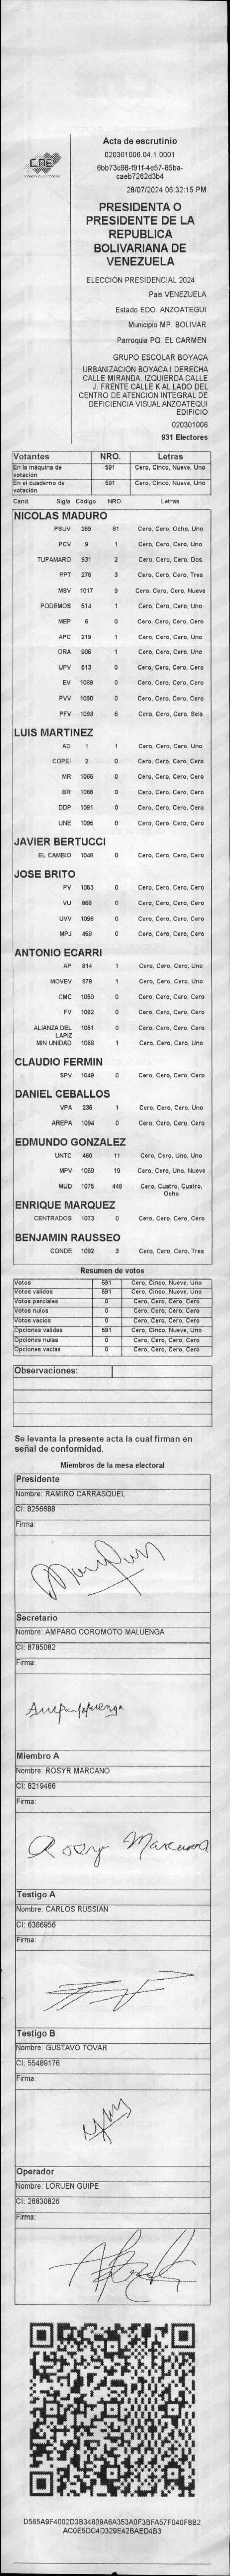 CNE
Acta de escrutinio
020301006.04.1.0001
6bb73c98-f91f-4e57-85ba-
caeb7262d3b4
28/07/2024 06:32:15 PM
PRESIDENTA O
PRESIDENTE DE LA
REPUBLICA
BOLIVARIANA DE
VENEZUELA
ELECCIÓN PRESIDENCIAL 2024
Pais VENEZUELA
Estado EDO. ANZOATEGUI
Municipio MP. BOLIVAR
Parroquia PQ. EL CARMEN
GRUPO ESCOLAR BOYACA
URBANIZACION BOYACA I DERECHA
CALLE MIRANDA. IZQUIERDA CALLE
J. FRENTE CALLE K AL LADO DEL
CENTRO DE ATENCION INTEGRAL DE
DEFICIENCIA VISUAL ANZOATEQUI
EDIFICIO
020301006
931 Electores
Votantes NRO. Letras
En la máquina de votación 591 Cero, Cinco, Nueve, Uno
En el cuaderno de votación 591 Cero, Cinco, Nueve, Uno
Cand. Sigla Código NRO. Letras
NICOLAS MADURO
PSUV 269 81 Cero, Cero, Ocho, Uno
PCV 9 1 Cero, Cero, Cero, Uno
TUPAMARO 931 2 Cero, Cero, Cero, Dos
PPT 276 3 Cero, Cero, Cero, Tres
MSV 1017 9 Cero, Cero, Cero, Nueve
PODEMOS 514 1 Cero, Cero, Cero, Uno
MEP 6 0 Cero, Cero, Cero, Cero
APC 219 1 Cero, Cero, Cero, Uno
ORA 906 1 Cero, Cero, Cero, Uno
UPV 513 0 Cero, Cero, Cero, Cero
EV 1089 0 Cero, Cero, Cero, Cero
PVV 1090 0 Cero, Cero, Cero, Cero
PFV 1093 6 Cero, Cero, Cero, Seis
LUIS MARTINEZ
AD 1 1 Cero, Cero, Cero, Uno
COPEI 2 0 Cero, Cero, Cero, Cero
MR 1065 0 Cero, Cero, Cero, Cero
BR 1066 0 Cero, Cero, Cero, Cero
DDP 1091 0 Cero, Cero, Cero, Cero
UNE 1095 0 Cero, Cero, Cero, Cero
JAVIER BERTUCCI
EL CAMBIO 1048 0 Cero, Cero, Cero, Cero
JOSE BRITO
PV 1053 0 Cero, Cero, Cero, Cero
VU 868 0 Cero, Cero, Cero, Cero
UVV 1096 0 Cero, Cero, Cero, Cero
MPJ 458 0 Cero, Cero, Cero, Cero
ANTONIO ECARRI
AP 814 1 Cero, Cero, Cero, Uno
MOVEV 678 1 Cero, Cero, Cero, Uno
CMC 1050 0 Cero, Cero, Cero, Cero
FV 1062 0 Cero, Cero, Cero, Cero
ALIANZA DEL LAPIZ 1051 0 Cero, Cero, Cero, Cero
MIN UNIDAD 1068 1 Cero, Cero, Cero, Uno
CLAUDIO FERMIN
SPV 1049 0 Cero, Cero, Cero, Cero
DANIEL CEBALLOS
VPA 236 1 Cero, Cero, Cero, Uno
AREPA 1094 0 Cero, Cero, Cero, Cero
EDMUNDO GONZALEZ
UNTC 460 11 Cero, Cero, Uno, Uno
MPV 1069 19 Cero, Cero, Uno, Nueve
MUD 1075 448 Cero, Cuatro, Cuatro, Ocho
ENRIQUE MARQUEZ
CENTRADOS 1073 0 Cero, Cero, Cero, Cero
BENJAMIN RAUSSEO
CONDE 1092 3 Cero, Cero, Cero, Tres
Resumen de votos
Votos 591 Cero, Cinco, Nueve, Uno
Votos validos 591 Cero, Cinco, Nueve, Uno
Votos parciales 0 Cero, Cero, Cero, Cero
Votos nulos 0 Cero, Cero, Cero, Cero
Votos vacios 0 Cero, Cero, Cero, Cero
Opciones validas 591 Cero, Cinco, Nueve, Uno
Opciones nulas 0 Cero, Cero, Cero, Cero
Opciones vacias 0 Cero, Cero, Cero, Cero
Observaciones:
Se levanta la presente acta la cual firman en
señal de conformidad.
Miembros de la mesa electoral
Presidente
Nombre: RAMIRO CARRASQUEL
CI: 8256688
Firma:
Secretario
Nombre: AMPARO COROMOTO MALUENGA
CI: 8785082
Firma:
Miembro A
Nombre: ROSYR MARCANO
CI: 8219466
Firma:
Rosyr Marcano
Testigo A
Nombre: CARLOS RUSSIAN
CI: 6366956
Firma:
Testigo B
Nombre: GUSTAVO TOVAR
CI: 55489176
Firma:
Operador
Nombre: LORUEN GUIPE
CI: 26830826
Firma:
D565A9F4002D3B34809A6A353A0F3BFA57F040F8B2
AC0E5DC4D329E42BAED4B3